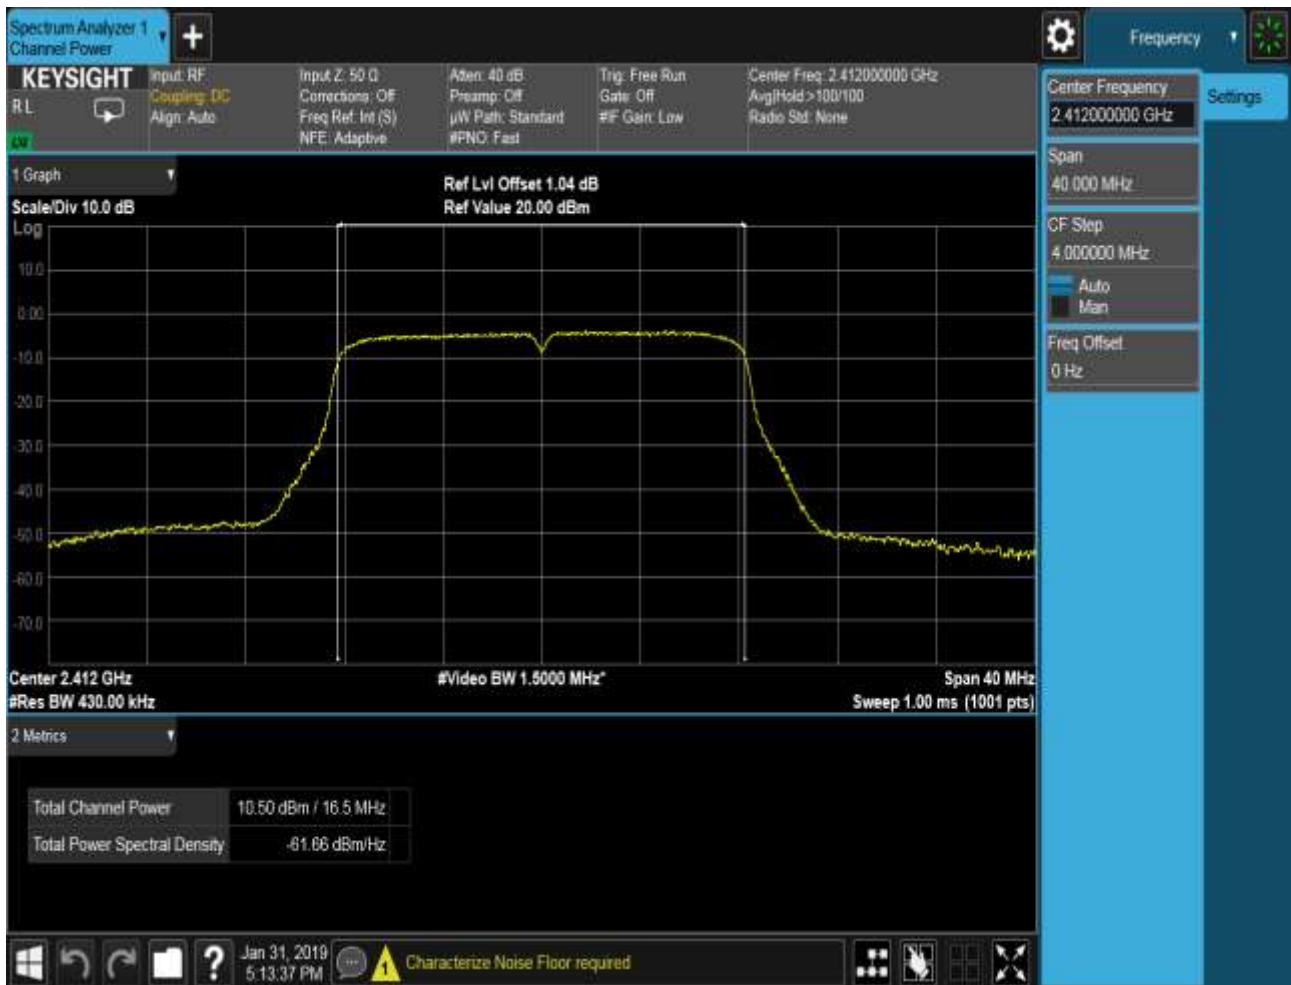 Spectrum Analyzer 1
Channel Power
Frequency
KEYSIGHT
R L
Input: RF
Coupling: DC
Align: Auto
Input Z: 50 Ω
Corrections: Off
Freq Ref: Int (S)
NFE: Adaptive
Atten: 40 dB
Preamp: Off
µW Path: Standard
#PNO: Fast
Trig: Free Run
Gate: Off
#IF Gain: Low
Center Freq: 2.412000000 GHz
Avg|Hold >100/100
Radio Std: None
Center Frequency
2.412000000 GHz
Settings
Span
40.000 MHz
CF Step
4.000000 MHz
Auto
Man
Freq Offset
0 Hz
1 Graph
Scale/Div 10.0 dB
Ref Lvl Offset 1.04 dB
Ref Value 20.00 dBm
Log
10.0
0.00
-10.0
-20.0
-30.0
-40.0
-50.0
-60.0
-70.0
Center 2.412 GHz
#Video BW 1.5000 MHz*
Span 40 MHz
#Res BW 430.00 kHz
Sweep 1.00 ms (1001 pts)
2 Metrics
Total Channel Power 10.50 dBm / 16.5 MHz
Total Power Spectral Density -61.66 dBm/Hz
?
Jan 31, 2019
5:13:37 PM
1
Characterize Noise Floor required